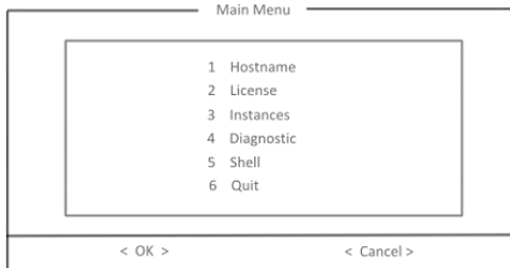 Main Menu
1 Hostname
2 License
3 Instances
4 Diagnostic
5 Shell
6 Quit
< OK > < Cancel >